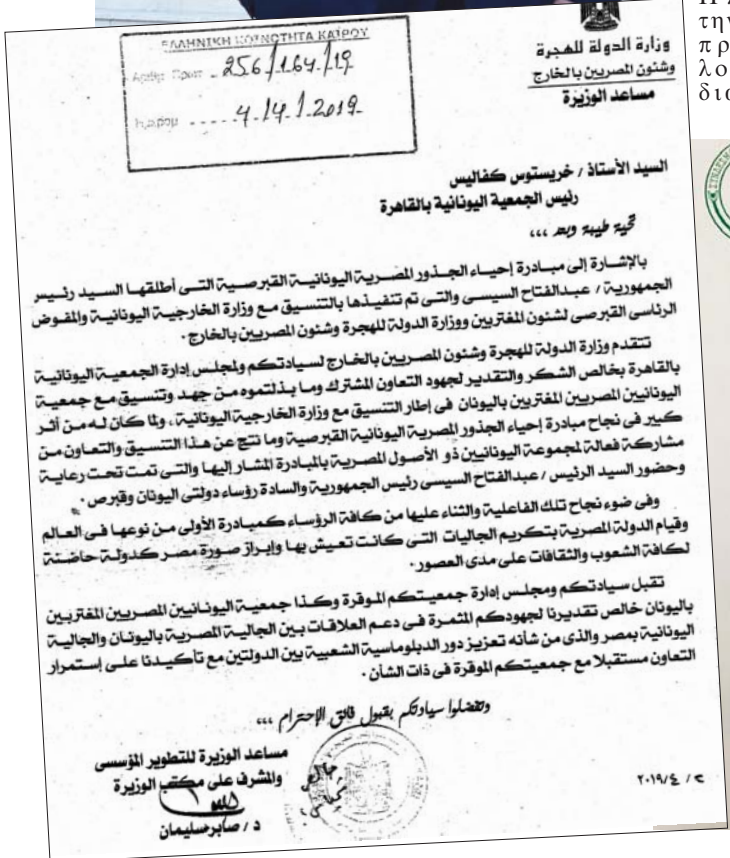 ΕΛΛΗΝΙΚΗ ΚΟΙΝΟΤΗΤΑ ΚΑΪΡΟΥ
Αριθμ. Πρωτ. 256/164/19
4/4/2019
وزارة الدولة للهجرة
وشئون المصريين بالخارج
مساعد الوزيرة
السيد الأستاذ / خريستوس كفاليس
رئيس الجمعية اليونانية بالقاهرة
تحية طيبة وبعد ،،،
بالإشارة إلى مبادرة إحياء الجذور المصرية اليونانية القبرصية التى أطلقها السيد رئيس
الجمهورية / عبدالفتاح السيسى والتى تم تنفيذها بالتنسيق مع وزارة الخارجية اليونانية والمفوض
الرئاسى القبرصى لشئون المغتربين ووزارة الدولة للهجرة وشئون المصريين بالخارج .
تتقدم وزارة الدولة للهجرة وشئون المصريين بالخارج لسيادتكم ولمجلس إدارة الجمعية اليونانية
بالقاهرة بخالص الشكر والتقدير لجهود التعاون المشترك وما بذلتموه من جهد وتنسيق مع جمعية
اليونانيين المصريين المغتربين باليونان فى إطار التنسيق مع وزارة الخارجية اليونانية ، ولما كان له من أثر
كبير فى نجاح مبادرة إحياء الجذور المصرية اليونانية القبرصية وما نتج عن هذا التنسيق والتعاون من
مشاركة فعالة لمجموعة اليونانيين ذو الأصول المصرية بالمبادرة المشار إليها والتى تمت تحت رعاية
وحضور السيد الرئيس / عبدالفتاح السيسى رئيس الجمهورية والسادة رؤساء دولتى اليونان وقبرص .
وفى ضوء نجاح تلك الفاعلية والثناء عليها من كافة الرؤساء كمبادرة الأولى من نوعها فى العالم
وقيام الدولة المصرية بتكريم الجاليات التى كانت تعيش بها وإبراز صورة مصر كدولة حاضنة
لكافة الشعوب والثقافات على مدى العصور .
تقبل سيادتكم ومجلس إدارة جمعيتكم الموقرة وكذا جمعية اليونانيين المصريين المغتربين
باليونان خالص تقديرنا لجهودكم المثمرة فى دعم العلاقات بين الجالية المصرية باليونان والجالية
اليونانية بمصر والذى من شأنه تعزيز دور الدبلوماسية الشعبية بين الدولتين مع تأكيدنا على إستمرار
التعاون مستقبلا مع جمعيتكم الموقرة فى ذات الشأن .
وتفضلوا سيادتكم بقبول فائق الإحترام ،،،
مساعد الوزيرة للتطوير المؤسسى
والمشرف على مكتب الوزيرة
د / صابر سليمان
٢ / ٤/ ٢٠١٩
την
πρ
λο
δια